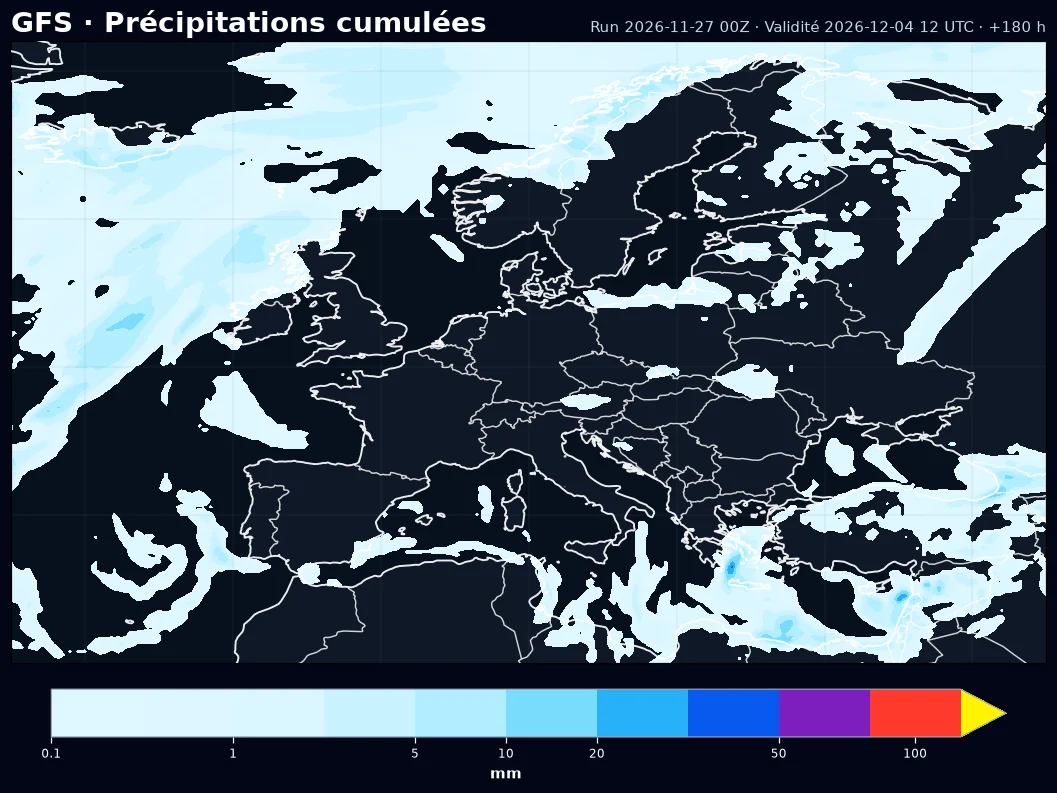 GFS · Précipitations cumulées
Run 2026-11-27 00Z · Validité 2026-12-04 12 UTC · +180 h
0.1 1 5 10 20 50 100
mm